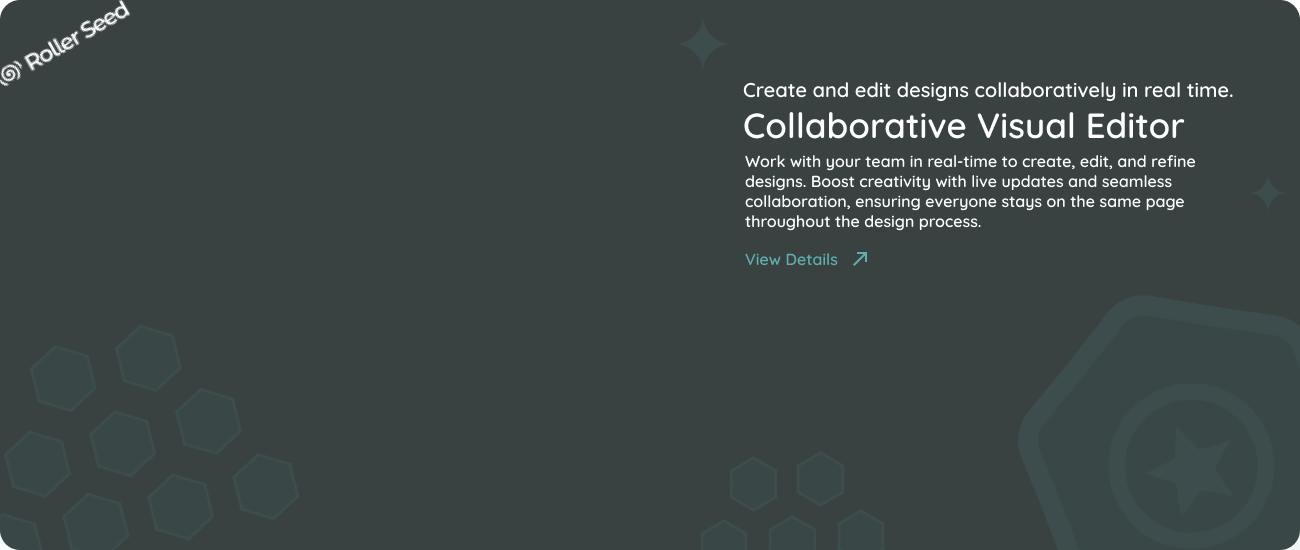 Roller Seed
Create and edit designs collaboratively in real time.
Collaborative Visual Editor
Work with your team in real-time to create, edit, and refine
designs. Boost creativity with live updates and seamless
collaboration, ensuring everyone stays on the same page
throughout the design process.
View Details